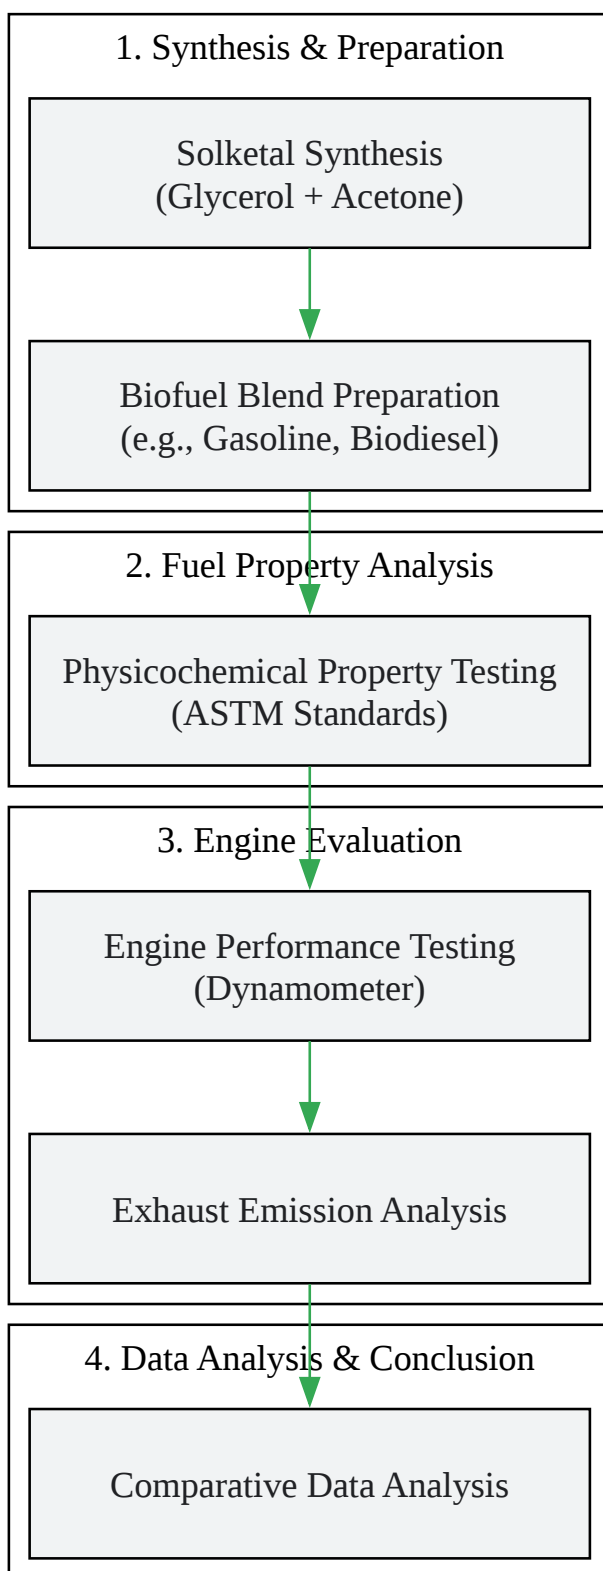 1. Synthesis & Preparation
Solketal Synthesis
(Glycerol + Acetone)
Biofuel Blend Preparation
(e.g., Gasoline, Biodiesel)
2. Fuel Property Analysis
Physicochemical Property Testing
(ASTM Standards)
3. Engine Evaluation
Engine Performance Testing
(Dynamometer)
Exhaust Emission Analysis
4. Data Analysis & Conclusion
Comparative Data Analysis